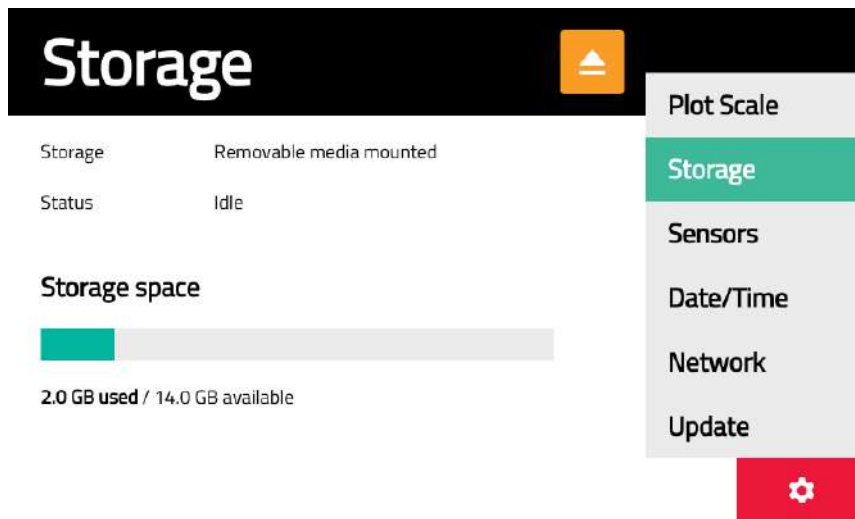 Storage
Storage Removable media mounted
Status Idle
Storage space
2.0 GB used / 14.0 GB available
Plot Scale
Storage
Sensors
Date/Time
Network
Update